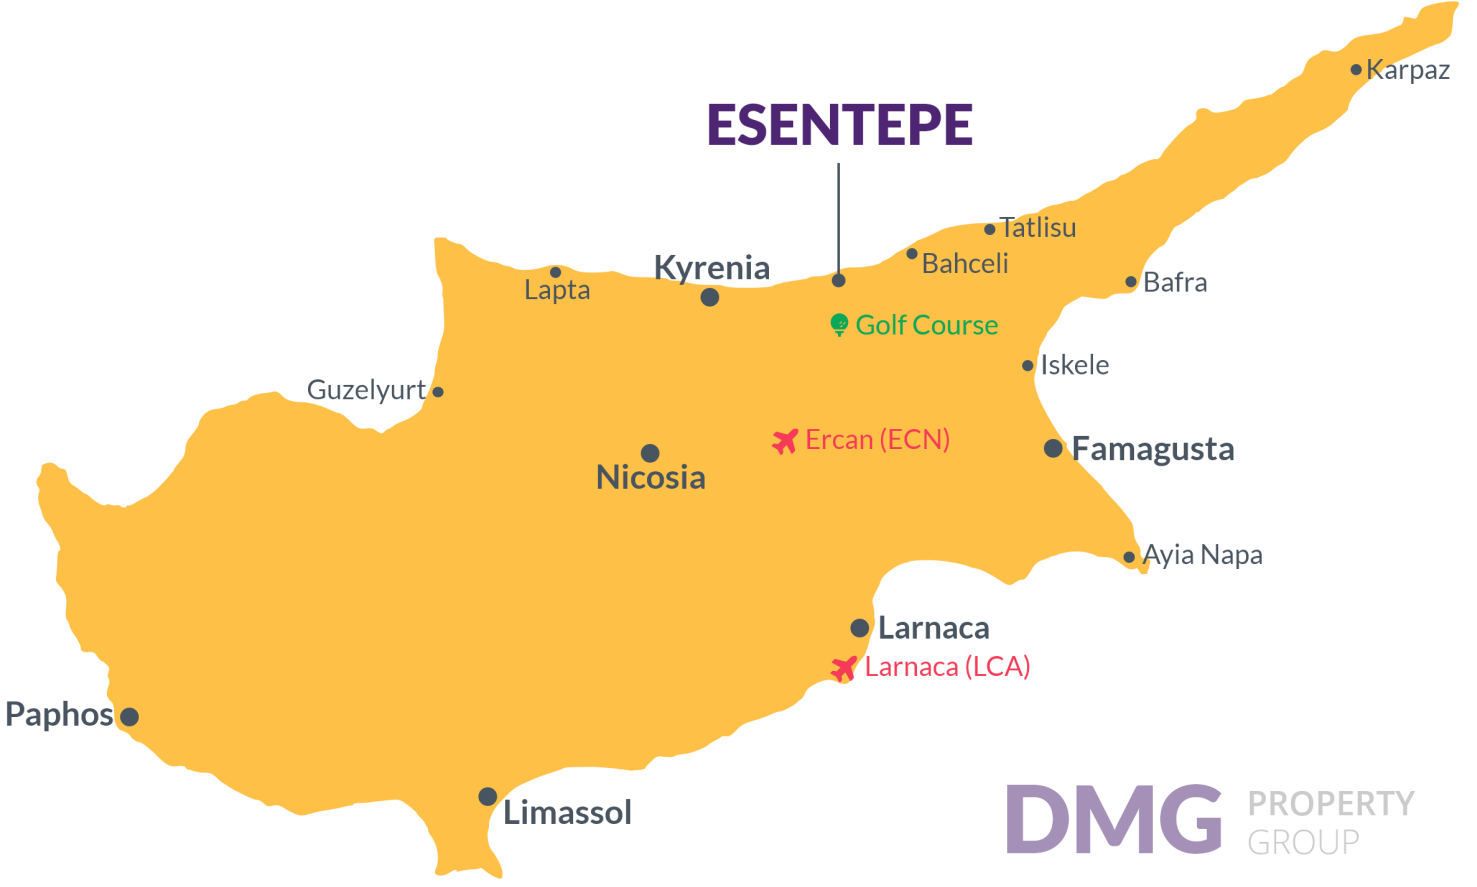 Karpaz
ESENTEPE
Tatlisu
Kyrenia
Bahceli
Lapta
Bafra
Golf Course
Iskele
Guzelyurt
Ercan (ECN)
Famagusta
Nicosia
Ayia Napa
Larnaca
Larnaca (LCA)
Paphos
Limassol
DMG PROPERTY
GROUP